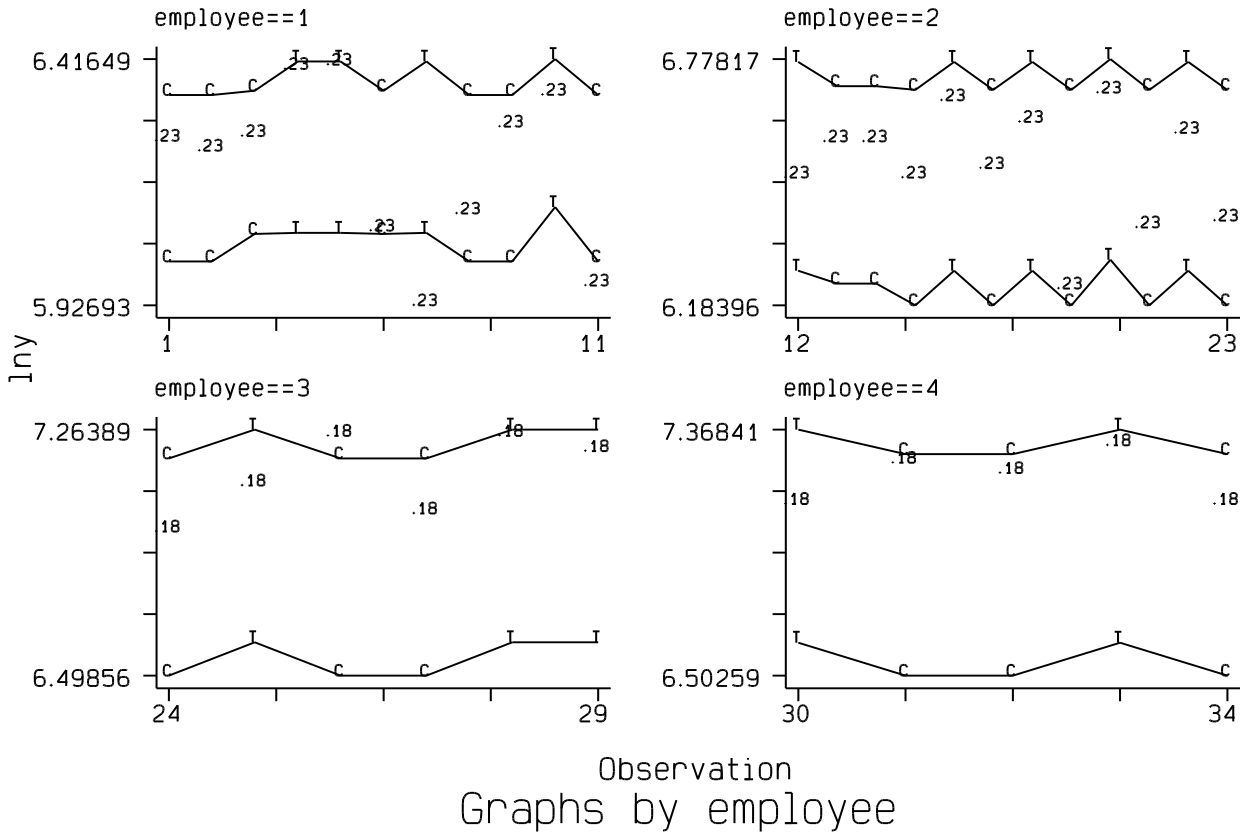 employee==1
6.41649
C C C T T C T C C T C
.23 .23 .23 .23 .23 .23 .23 .23 .23 .23 .23
C C C T T C T C C T C
5.92693
1 11
employee==2
6.77817
T C C C T C T C T C T C
.23 .23 .23 .23 .23 .23 .23 .23 .23 .23 .23 .23
T C C C T C T C T C T C
6.18396
12 23
lny
employee==3
7.26389
C T C C T T
.18 .18 .18 .18 .18 .18
C T C C T T
6.49856
24 29
employee==4
7.36841
T C C T C
.18 .18 .18 .18 .18
T C C T C
6.50259
30 34
Observation
Graphs by employee